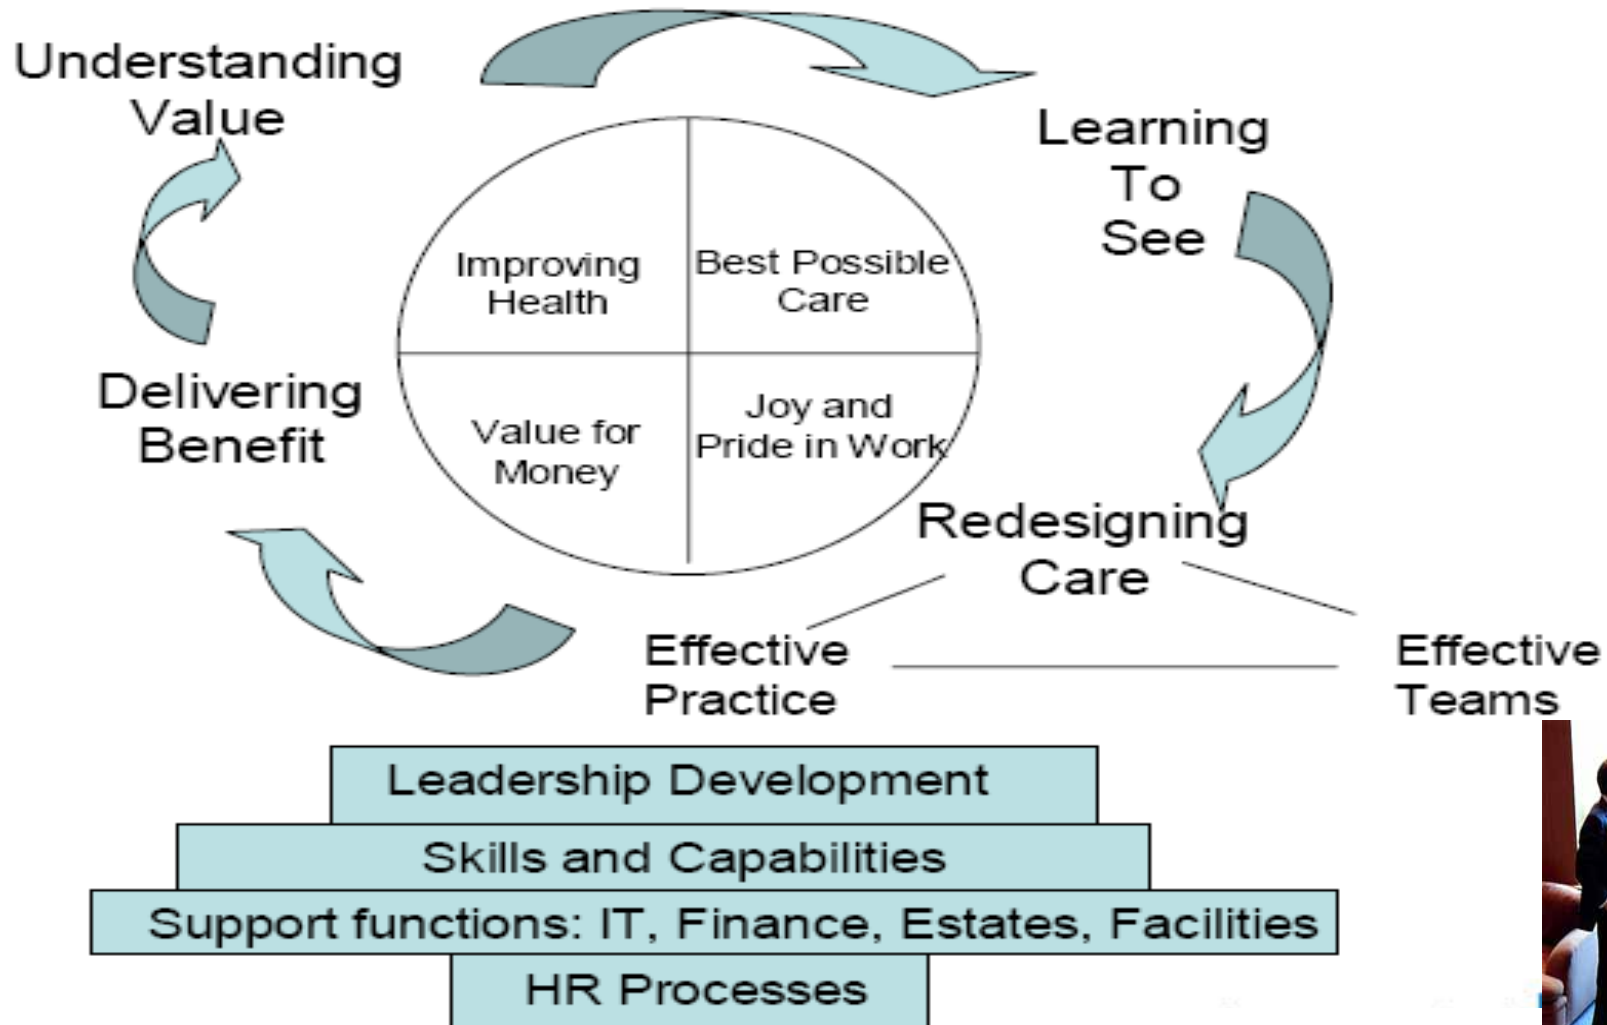 Understanding
Value
Learning
To
See
Improving
Health
Best Possible
Care
Delivering
Benefit
Value for
Money
Joy and
Pride in Work
Redesigning
Care
Effective
Practice
Effective
Teams
Leadership Development
Skills and Capabilities
Support functions: IT, Finance, Estates, Facilities
HR Processes